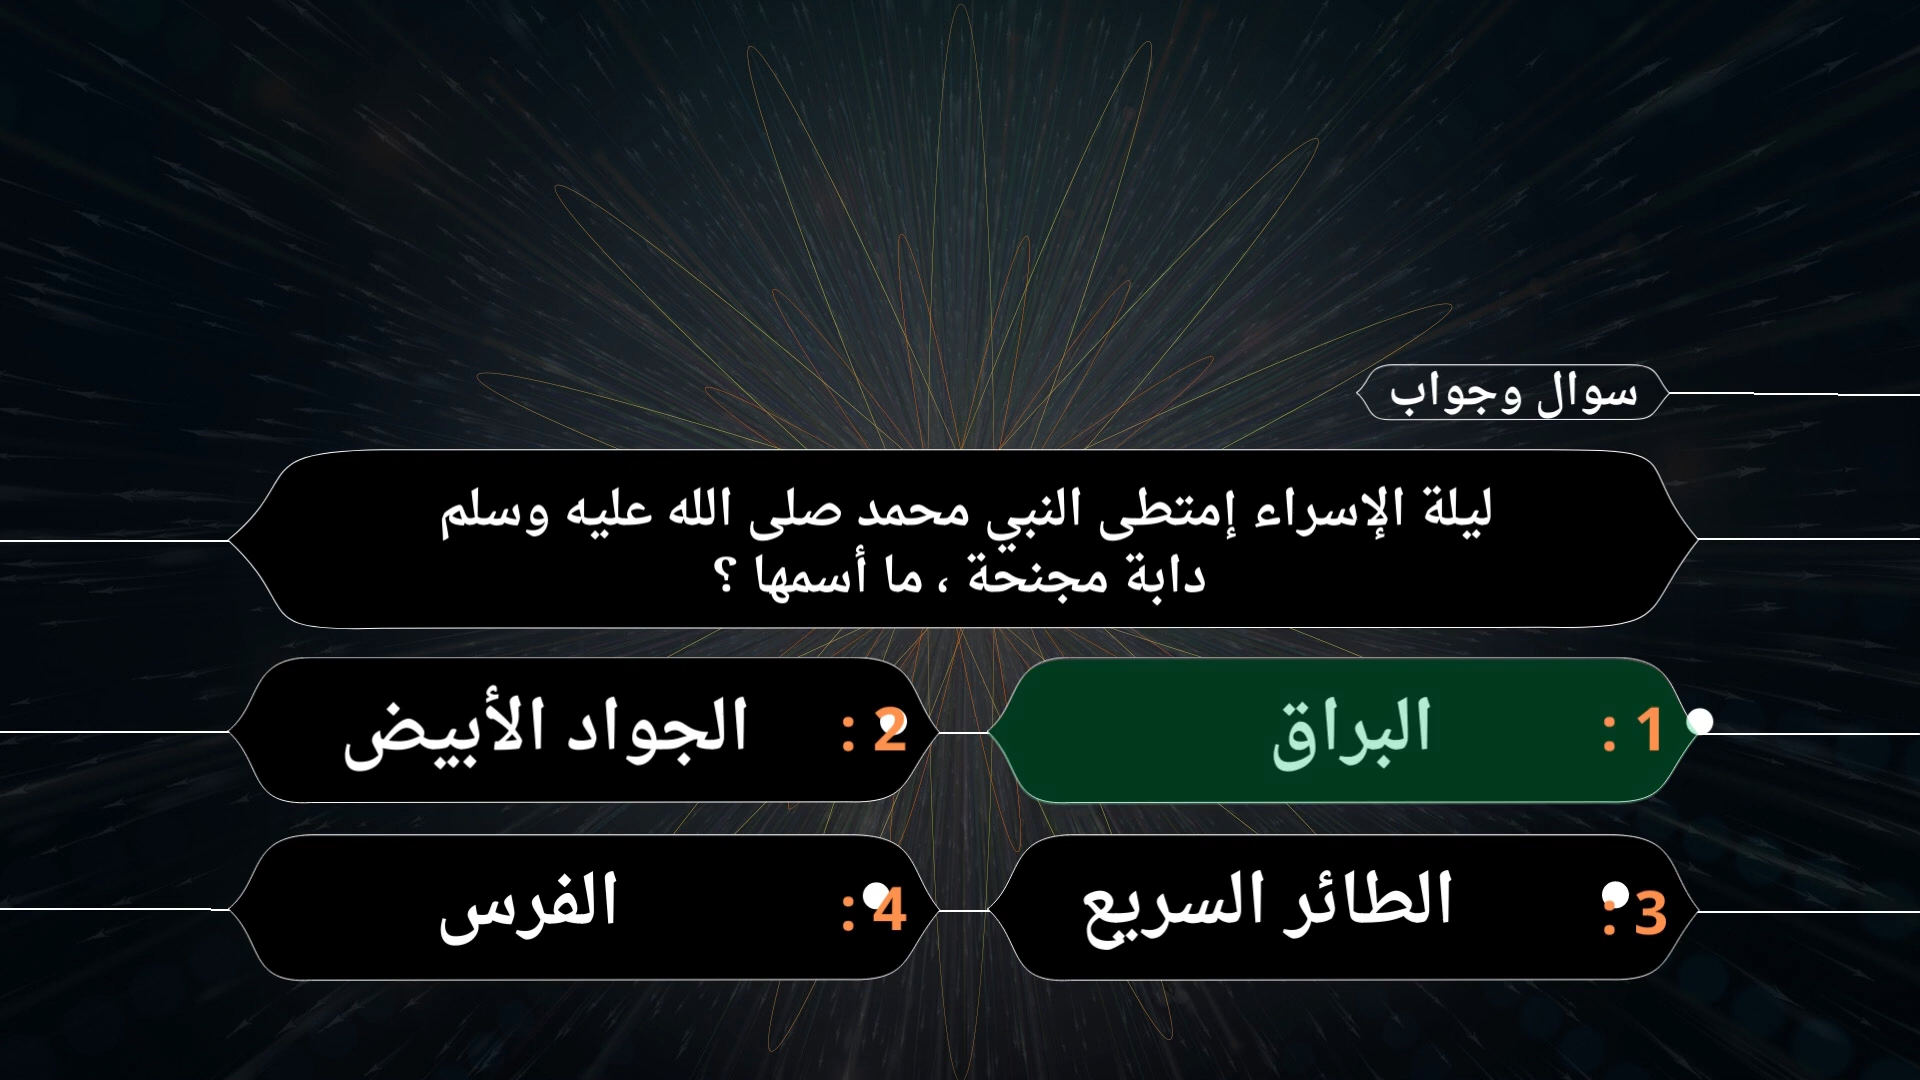 سوال وجواب
ليلة الإسراء إمتطى النبي محمد صلى الله عليه وسلم
دابة مجنحة ، ما أسمها ؟
1 : البراق
2 : الجواد الأبيض
3 : الطائر السريع
4 : الفرس